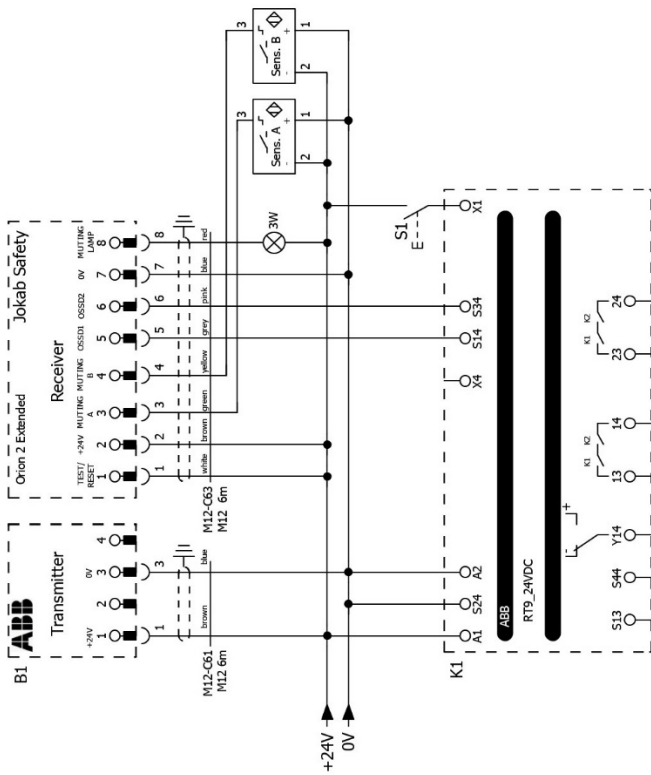 B1
ABB
Transmitter
+24V
0V
1
2
3
4
1
3
brown
blue
M12-C61
M12 6m
Orion 2 Extended
Jokab Safety
Receiver
TEST/
RESET
+24V
MUTING
A
MUTING
B
OSSD1
OSSD2
0V
MUTING
LAMP
1
2
3
4
5
6
7
8
1
2
3
4
5
6
7
8
white
brown
green
yellow
grey
pink
blue
red
M12-C63
M12 6m
3W
3
Sens. A
-
+
2
1
3
Sens. B
-
+
2
1
+24V
0V
S1
E
K1
A1
S24
A2
X4
S14
S34
X1
ABB
RT9_24VDC
-
+
K1
K2
K1
K2
S13
S44
Y14
13
14
23
24